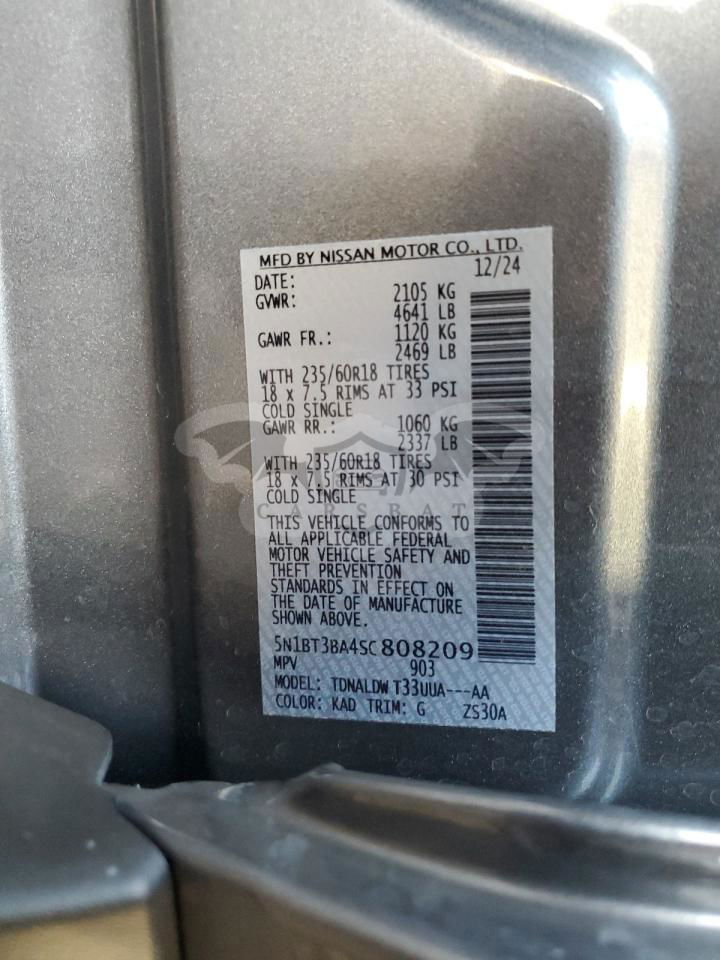 MFD BY NISSAN MOTOR CO., LTD.
DATE: 12/24
GVWR: 2105 KG
4641 LB
GAWR FR.: 1120 KG
2469 LB
WITH 235/60R18 TIRES
18 x 7.5 RIMS AT 33 PSI
COLD SINGLE
GAWR RR.: 1060 KG
2337 LB
WITH 235/60R18 TIRES
18 x 7.5 RIMS AT 30 PSI
COLD SINGLE
CARSBAT
THIS VEHICLE CONFORMS TO
ALL APPLICABLE FEDERAL
MOTOR VEHICLE SAFETY AND
THEFT PREVENTION
STANDARDS IN EFFECT ON
THE DATE OF MANUFACTURE
SHOWN ABOVE.
5N1BT3BA4SC808209
MPV 903
MODEL: TDNALDW T33UUA---AA
COLOR: KAD TRIM: G ZS30A